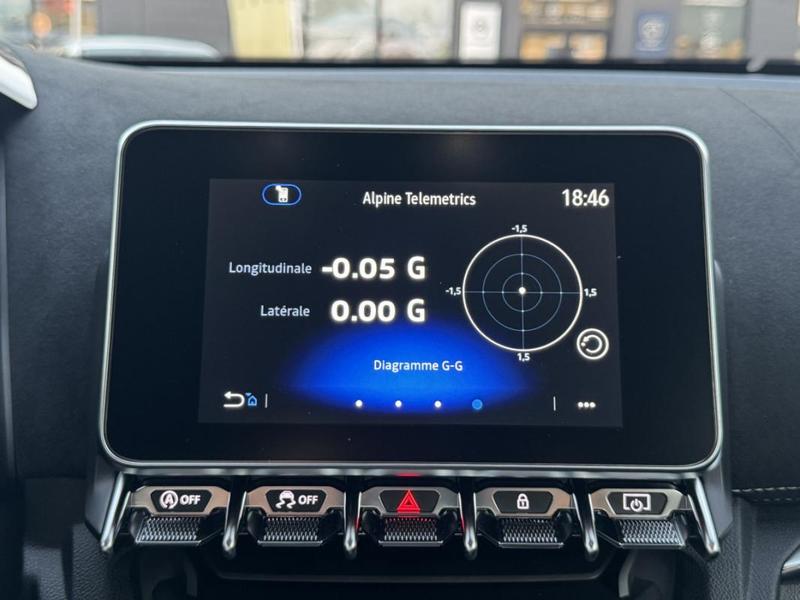 Alpine Telemetrics 18:46
-1,5
Longitudinale -0.05 G
-1,5 1,5
Latérale 0.00 G
1,5
Diagramme G-G
A OFF OFF